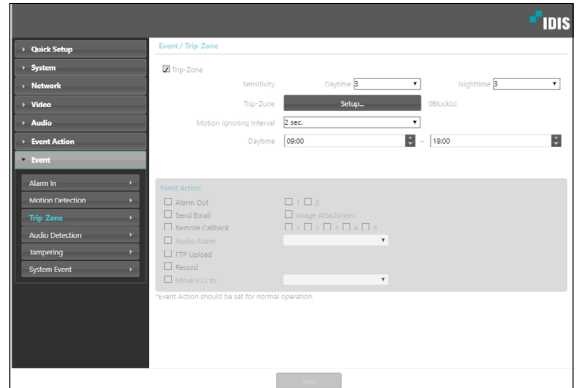 IDIS
Quick Setup
System
Network
Video
Audio
Event Action
Event
Alarm In
Motion Detection
Trip Zone
Audio Detection
Tampering
System Event
Event / Trip Zone
Trip-Zone
Sensitivity Daytime 3 Nighttime 3
Trip-Zone Setup... 0Block(s)
Motion Ignoring Interval 2 sec.
Daytime 09:00 ~ 18:00
Event Action
Alarm Out 1 2
Send Email Image Attachment
Remote Callback 1 2 3 4 5
Audio Alarm
FTP Upload
Record
Move PTZ to
*Event Action should be set for normal operation.
Save